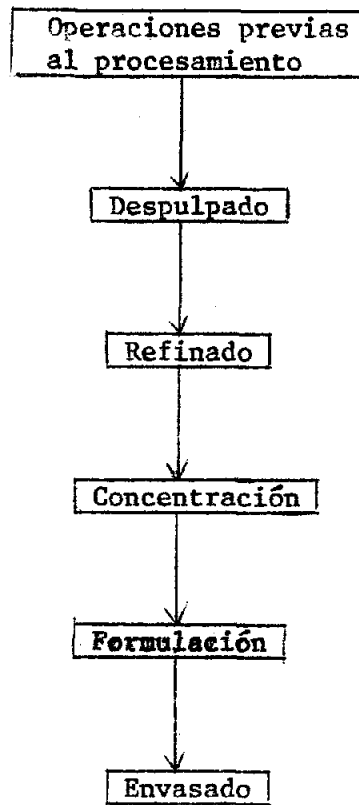 Operaciones previas
al procesamiento
Despulpado
Refinado
Concentración
Formulación
Envasado